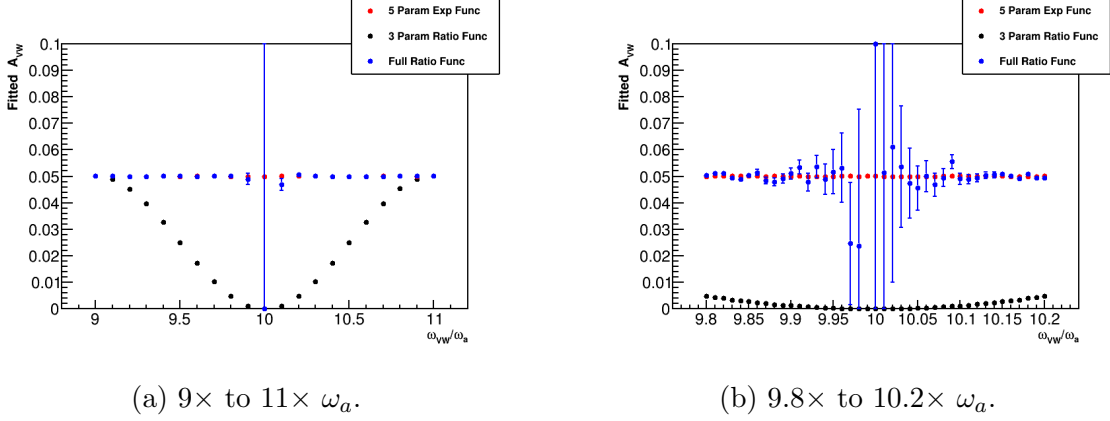 5 Param Exp Func
3 Param Ratio Func
Full Ratio Func
Fitted A_VW
0.1
0.09
0.08
0.07
0.06
0.05
0.04
0.03
0.02
0.01
0
9 9.5 10 10.5 11
ω_VW/ω_a
(a) 9× to 11× ω_a.
5 Param Exp Func
3 Param Ratio Func
Full Ratio Func
Fitted A_VW
0.1
0.09
0.08
0.07
0.06
0.05
0.04
0.03
0.02
0.01
0
9.8 9.85 9.9 9.95 10 10.05 10.1 10.15 10.2
ω_VW/ω_a
(b) 9.8× to 10.2× ω_a.